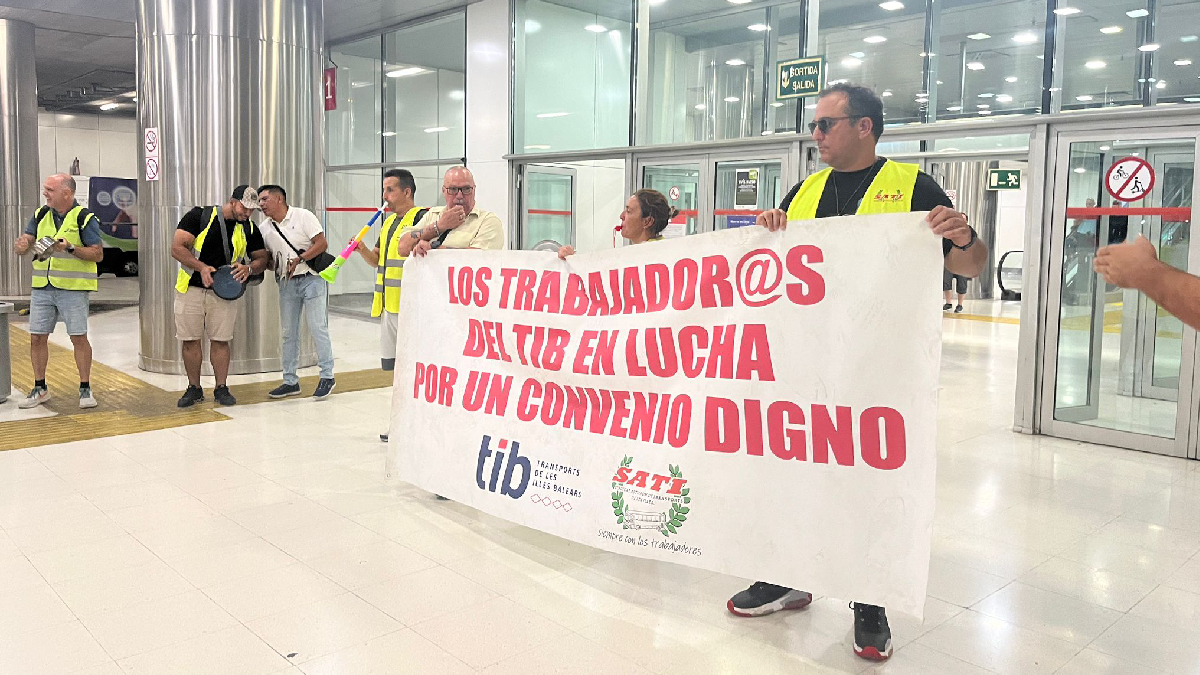 1
SORTIDA
SALIDA
LOS TRABAJADOR@S
DEL TIB EN LUCHA
POR UN CONVENIO DIGNO
tib
TRANSPORTS
DE LES
ILLES BALEARS
SATI
siempre con los trabajadores
SATI